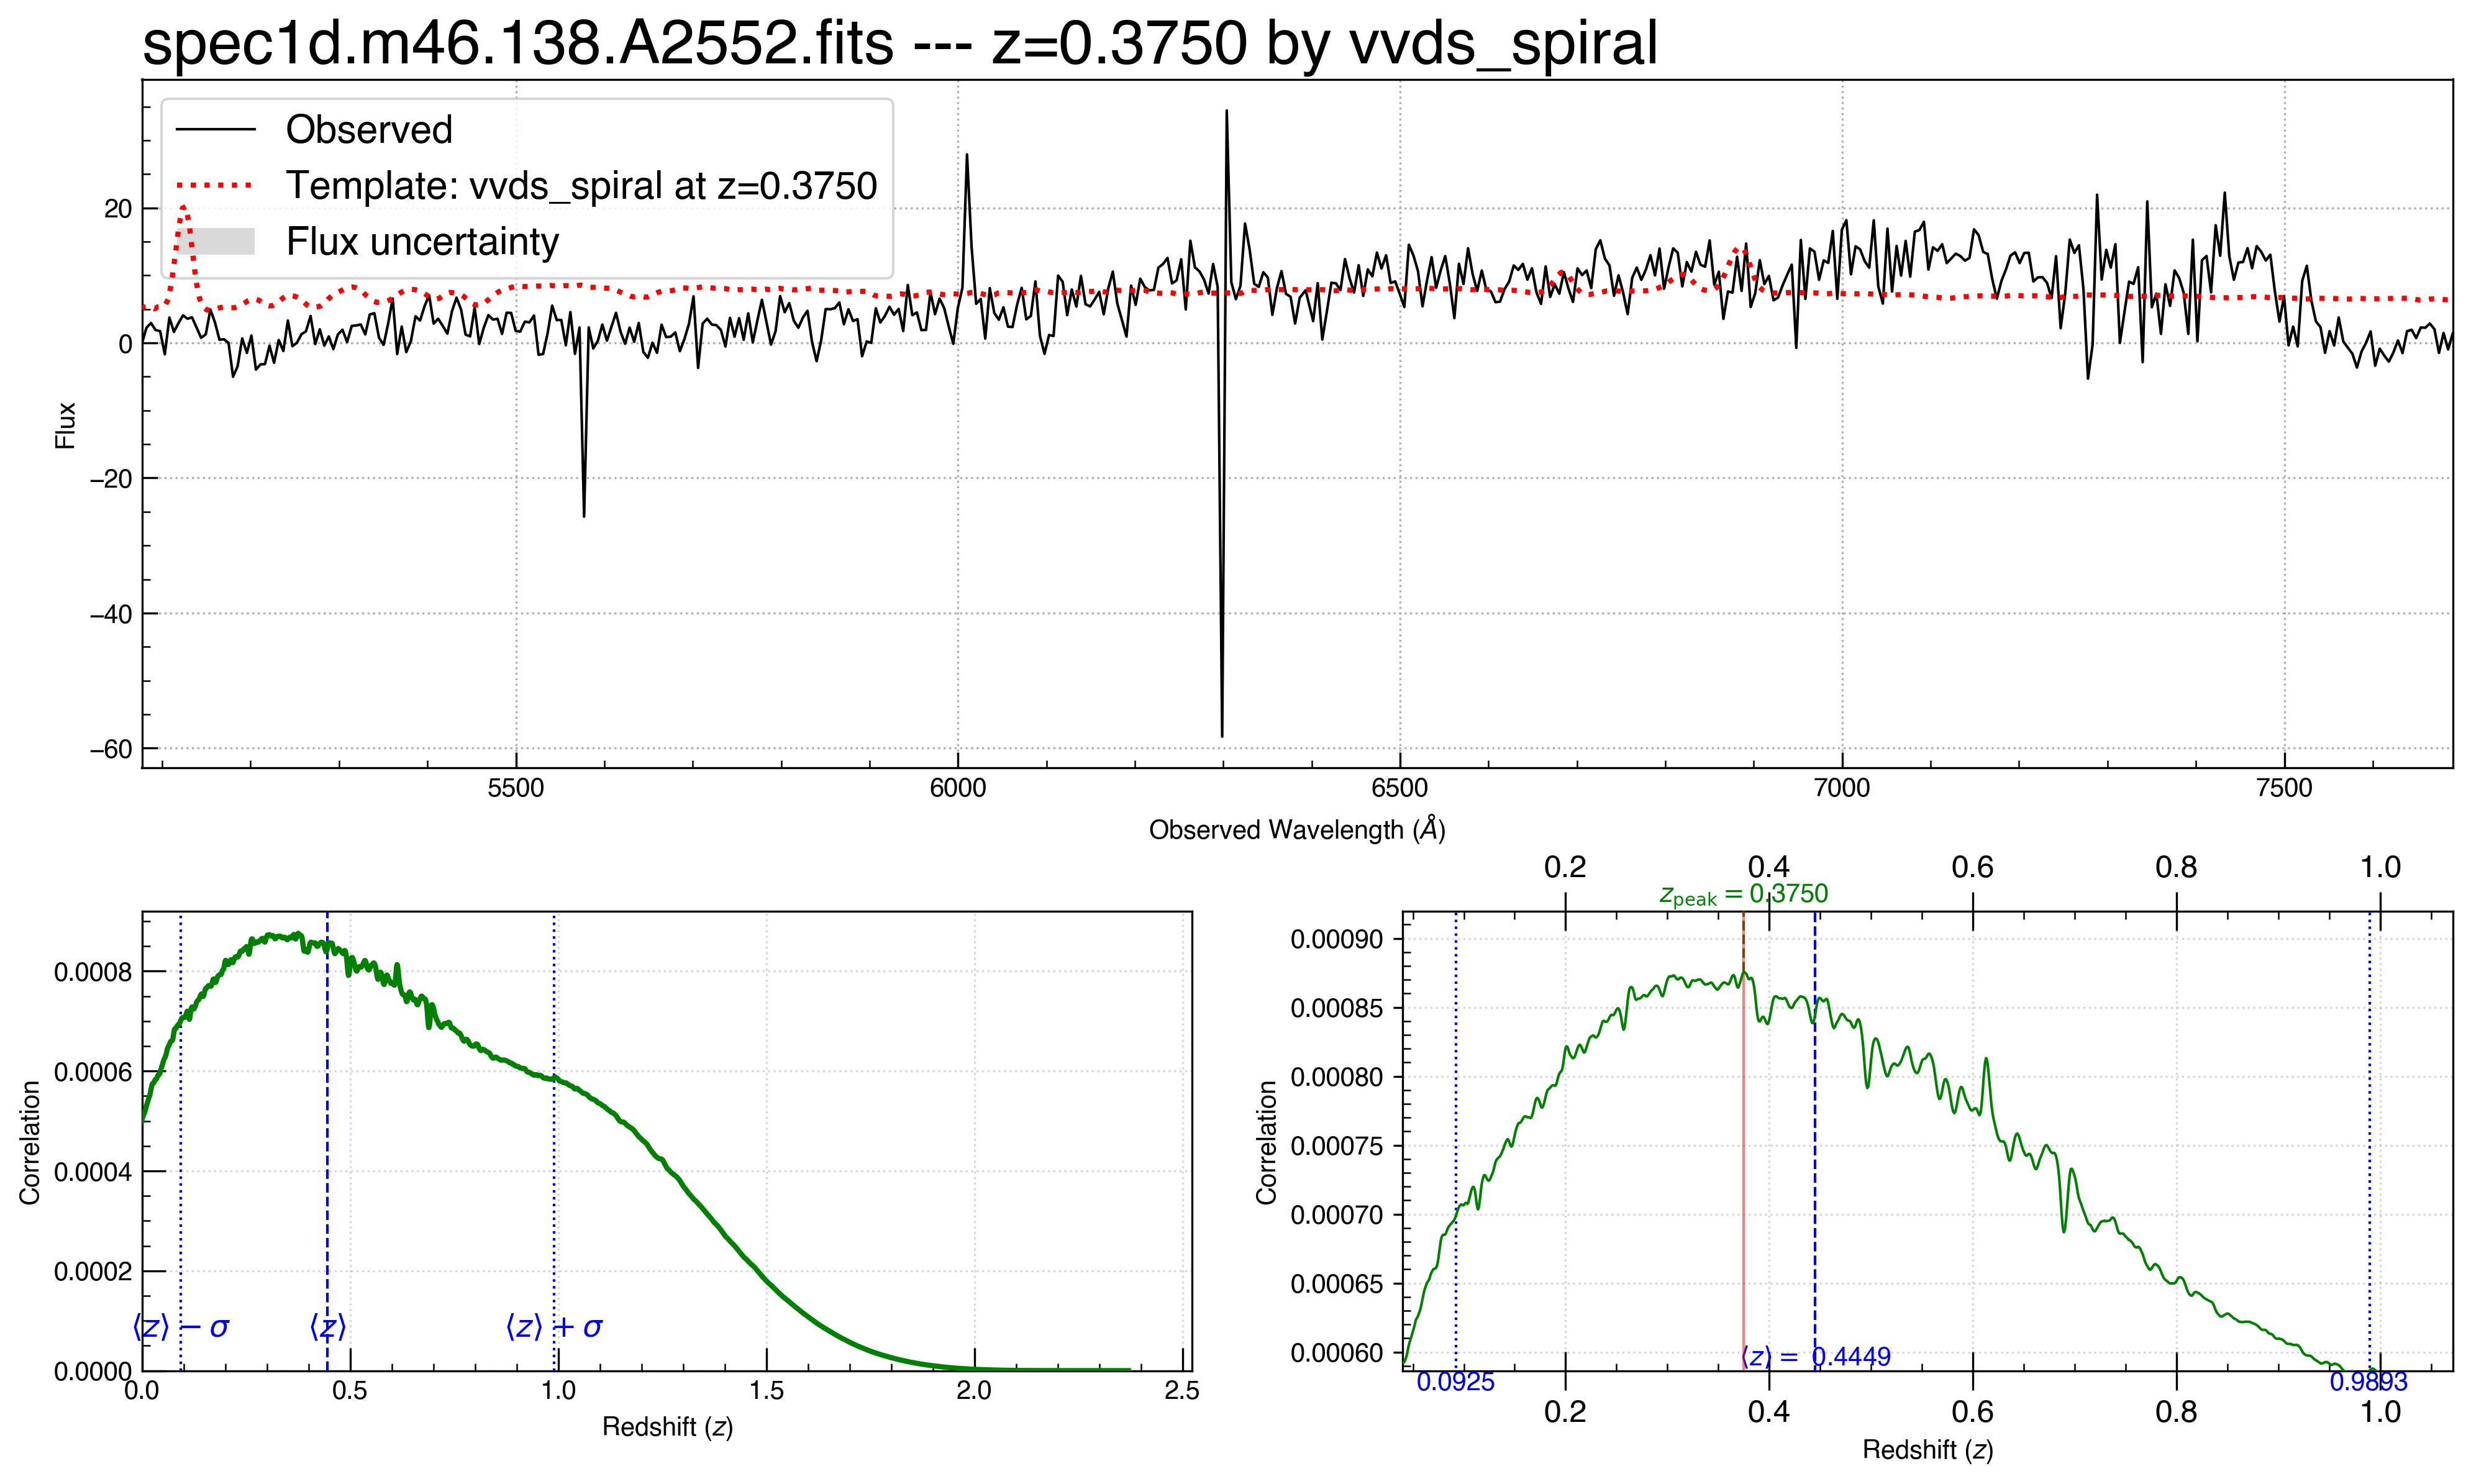 spec1d.m46.138.A2552.fits --- z=0.3750 by vvds_spiral
Observed
Template: vvds_spiral at z=0.3750
Flux uncertainty
20
0
−20
−40
−60
Flux
5500 6000 6500 7000 7500
Observed Wavelength (Å)
0.0008
0.0006
0.0004
0.0002
0.0000
Correlation
⟨z⟩ − σ ⟨z⟩ ⟨z⟩ + σ
0.0 0.5 1.0 1.5 2.0 2.5
Redshift (z)
0.2 0.4 0.6 0.8 1.0
zpeak = 0.3750
0.00090
0.00085
0.00080
0.00075
0.00070
0.00065
0.00060
Correlation
⟨z⟩ = 0.4449
0.0925 0.9893
0.2 0.4 0.6 0.8 1.0
Redshift (z)